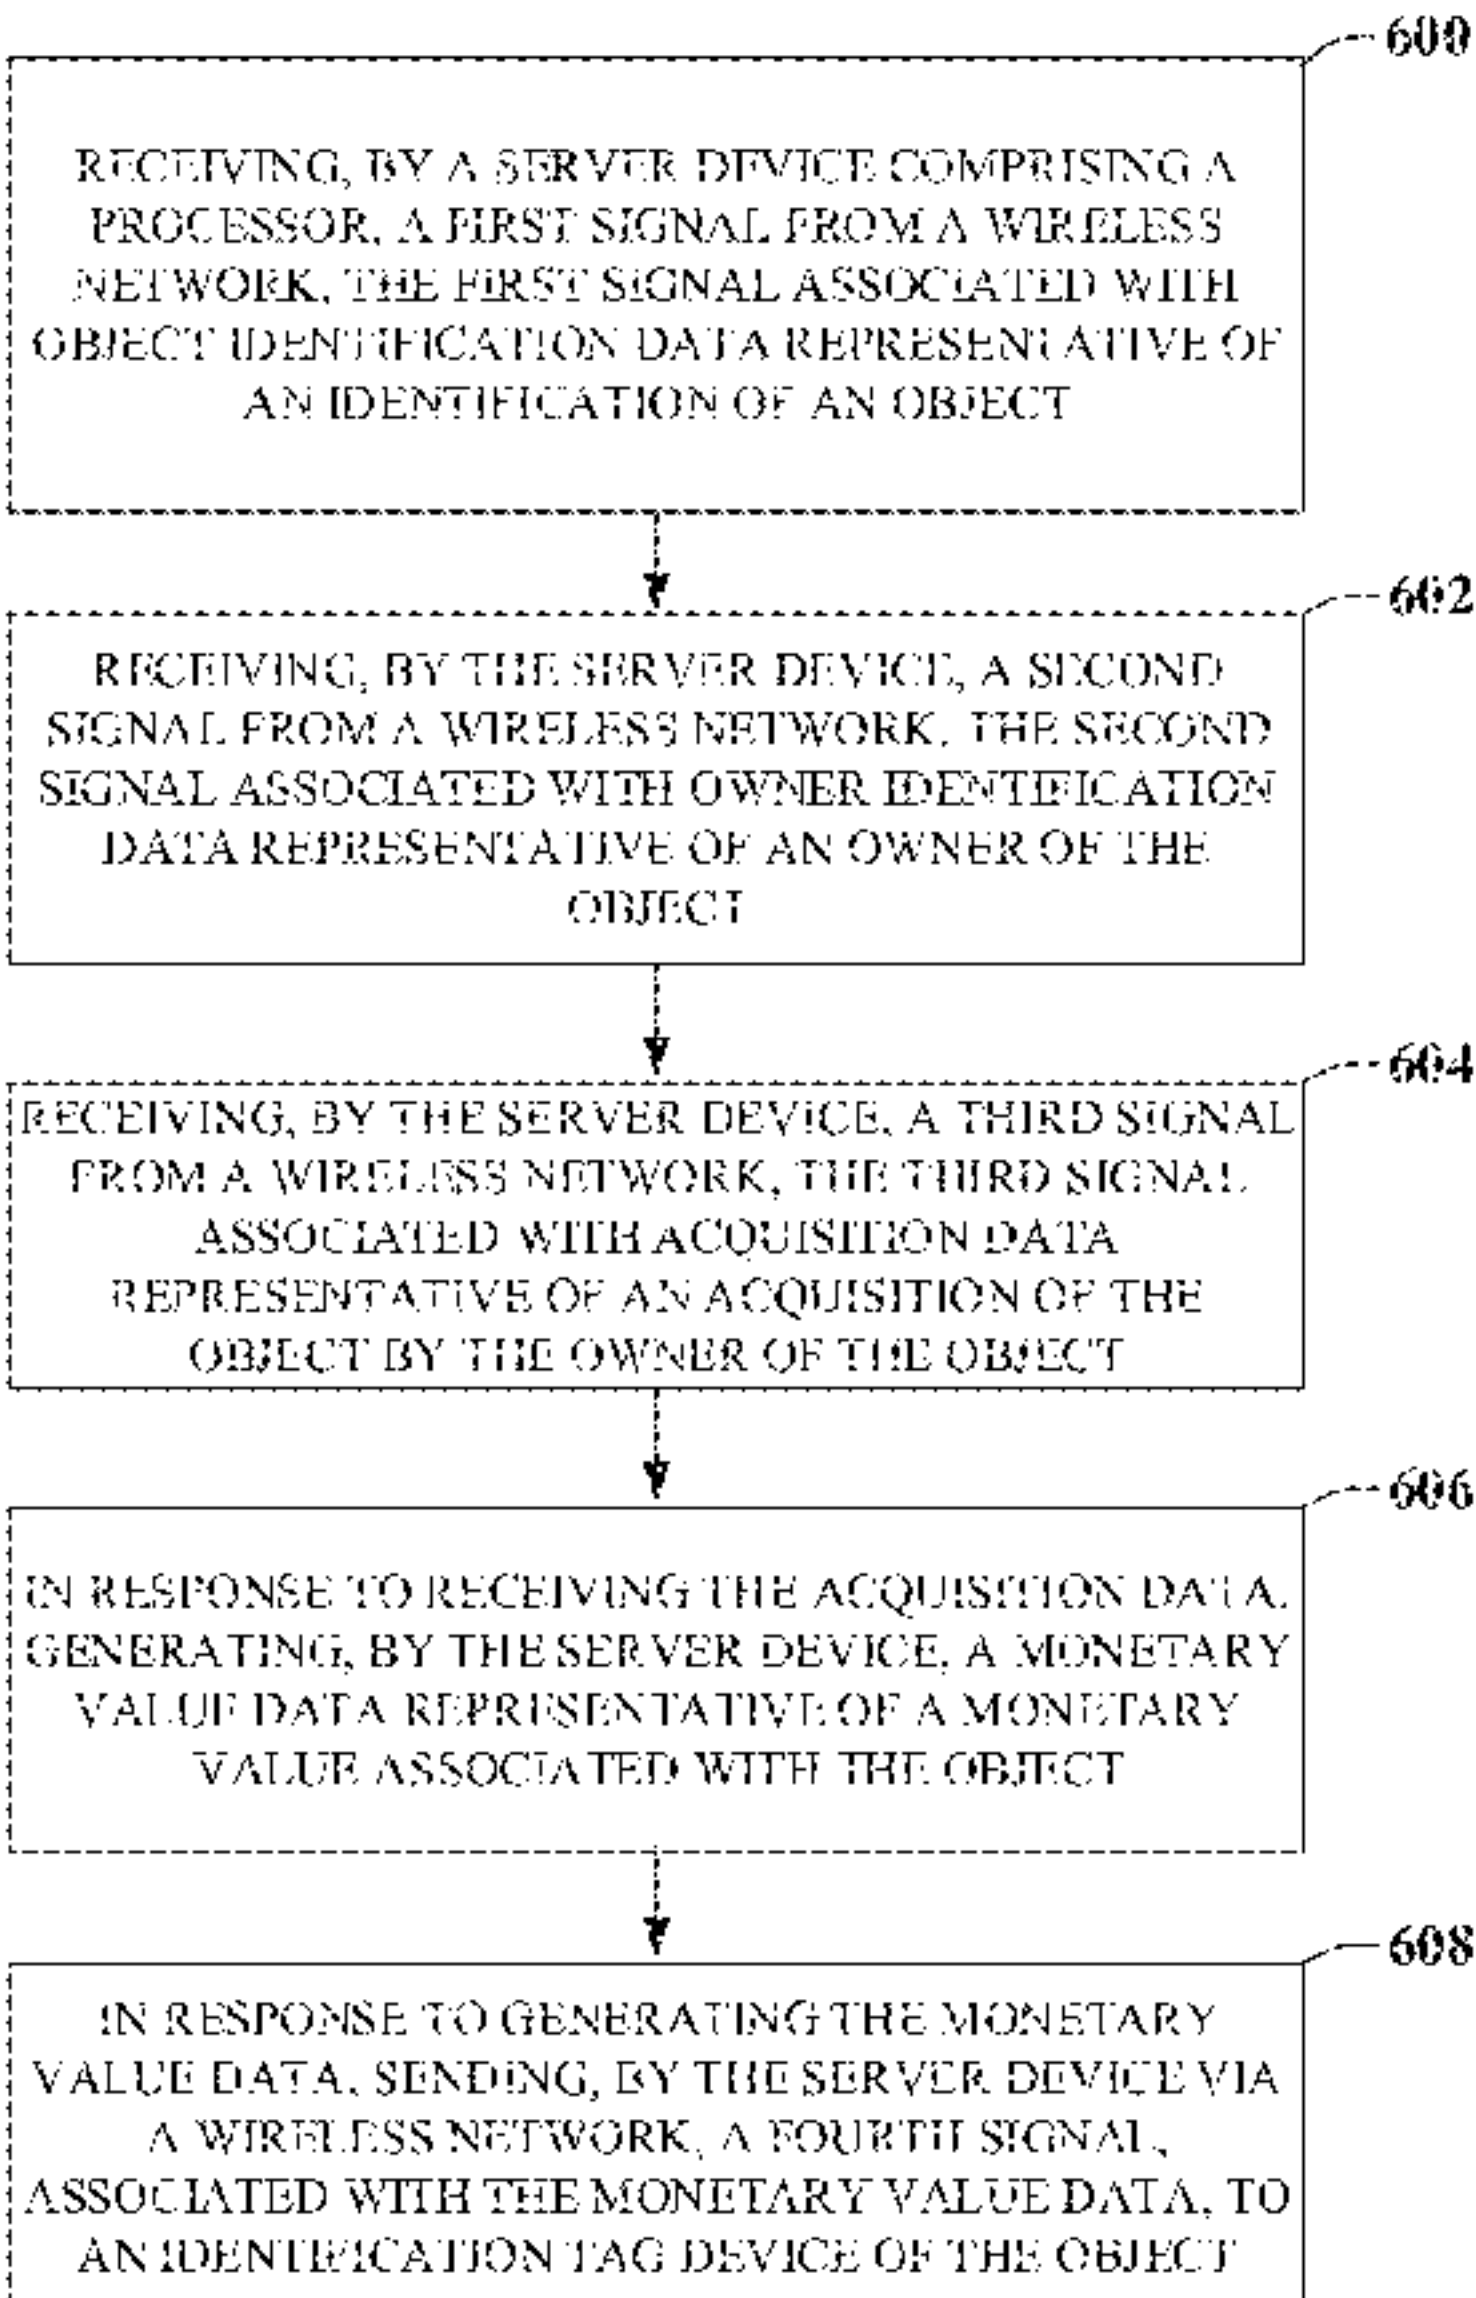 600
RECEIVING, BY A SERVER DEVICE COMPRISING A
PROCESSOR, A FIRST SIGNAL FROM A WIRELESS
NETWORK, THE FIRST SIGNAL ASSOCIATED WITH
OBJECT IDENTIFICATION DATA REPRESENTATIVE OF
AN IDENTIFICATION OF AN OBJECT
602
RECEIVING, BY THE SERVER DEVICE, A SECOND
SIGNAL FROM A WIRELESS NETWORK, THE SECOND
SIGNAL ASSOCIATED WITH OWNER IDENTIFICATION
DATA REPRESENTATIVE OF AN OWNER OF THE
OBJECT
604
RECEIVING, BY THE SERVER DEVICE, A THIRD SIGNAL
FROM A WIRELESS NETWORK, THE THIRD SIGNAL
ASSOCIATED WITH ACQUISITION DATA
REPRESENTATIVE OF AN ACQUISITION OF THE
OBJECT BY THE OWNER OF THE OBJECT
606
IN RESPONSE TO RECEIVING THE ACQUISITION DATA,
GENERATING, BY THE SERVER DEVICE, A MONETARY
VALUE DATA REPRESENTATIVE OF A MONETARY
VALUE ASSOCIATED WITH THE OBJECT
608
IN RESPONSE TO GENERATING THE MONETARY
VALUE DATA, SENDING, BY THE SERVER DEVICE VIA
A WIRELESS NETWORK, A FOURTH SIGNAL,
ASSOCIATED WITH THE MONETARY VALUE DATA, TO
AN IDENTIFICATION TAG DEVICE OF THE OBJECT